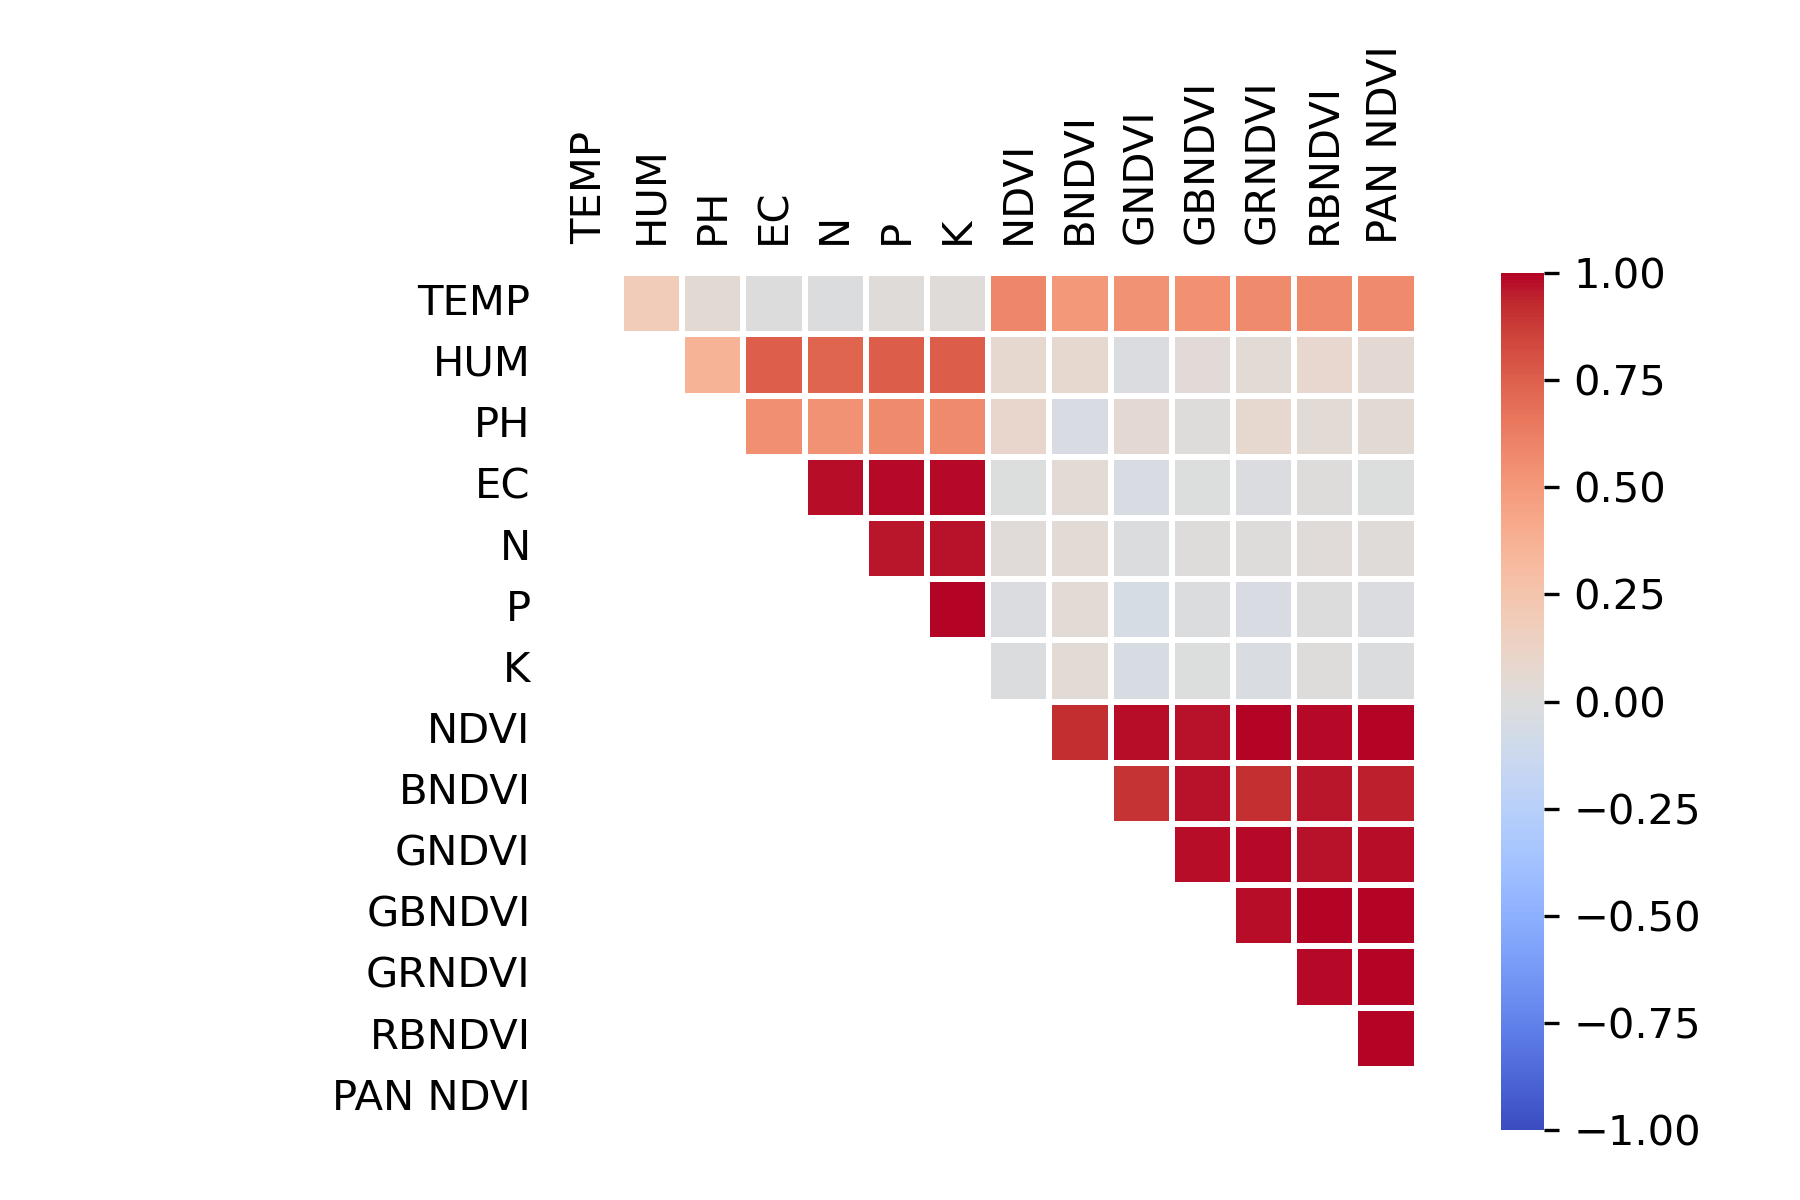 TEMP
HUM
PH
EC
N
P
K
NDVI
BNDVI
GNDVI
GBNDVI
GRNDVI
RBNDVI
PAN NDVI
TEMP
HUM
PH
EC
N
P
K
NDVI
BNDVI
GNDVI
GBNDVI
GRNDVI
RBNDVI
PAN NDVI
1.00
0.75
0.50
0.25
0.00
−0.25
−0.50
−0.75
−1.00